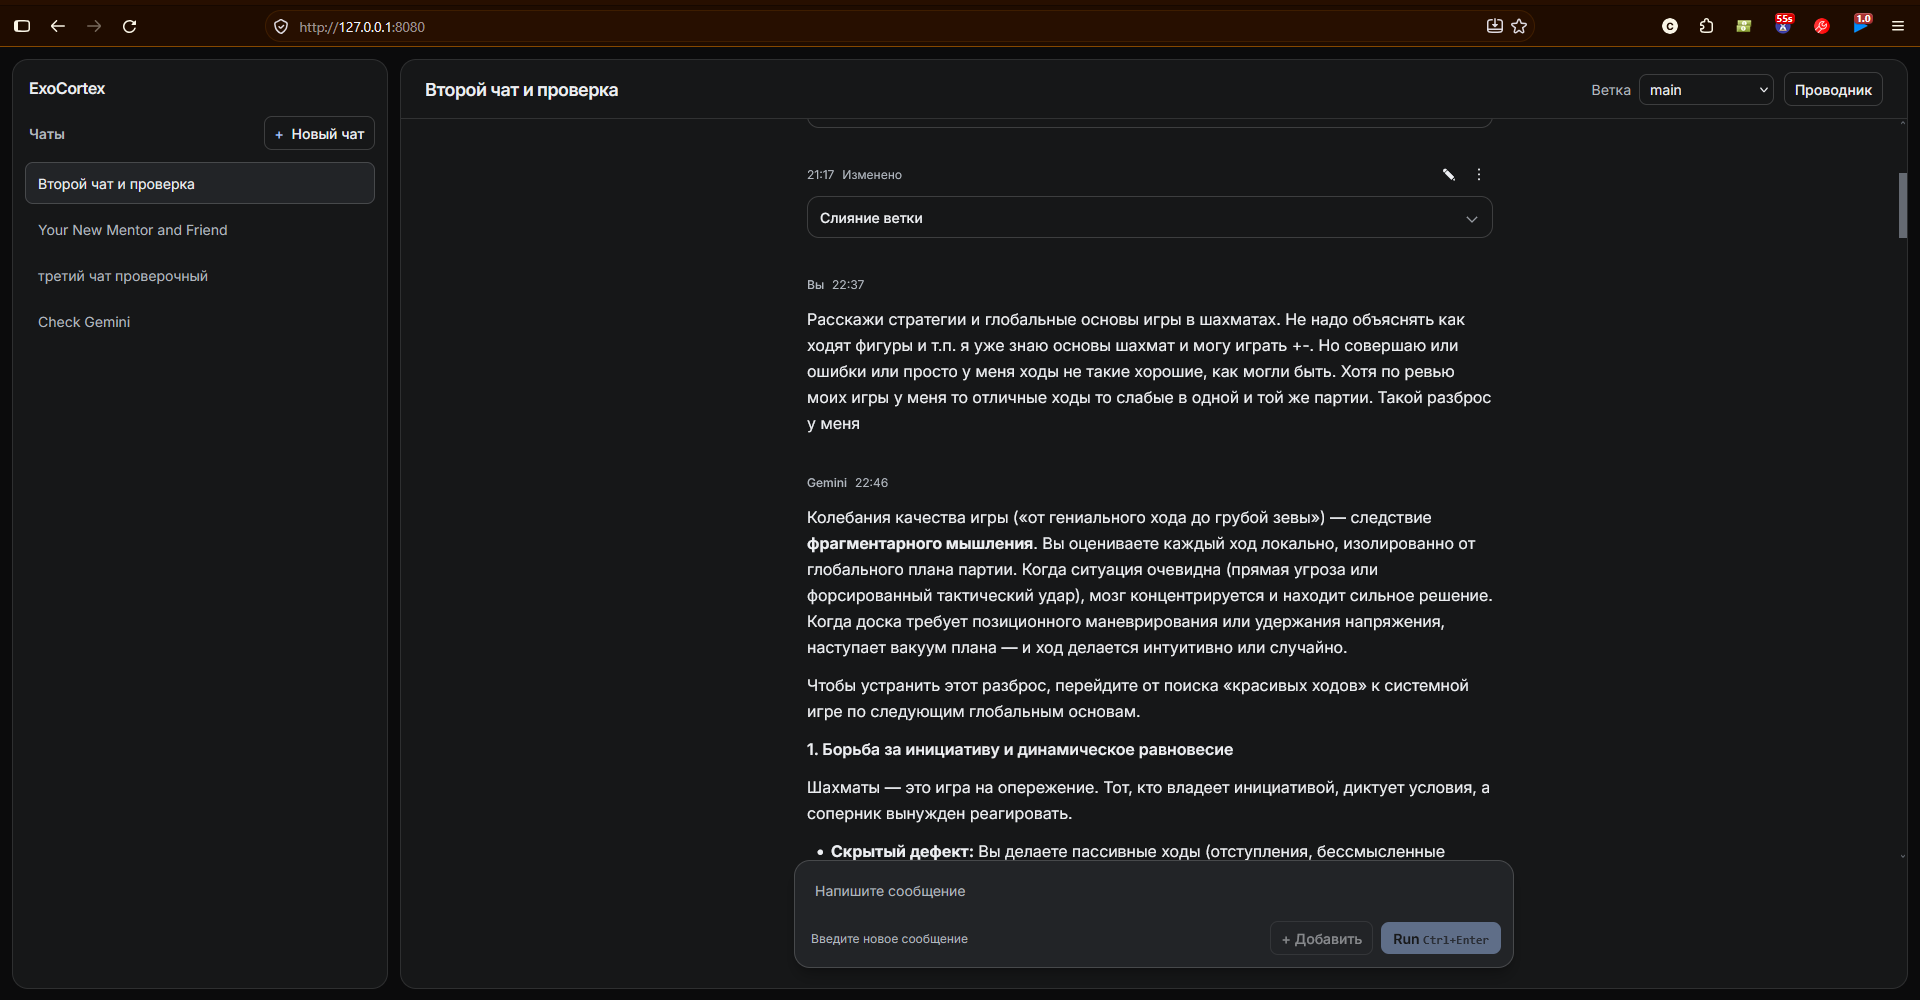 http://127.0.0.1:8080
C
55s
1.0
ExoCortex
Чаты
+ Новый чат
Второй чат и проверка
Your New Mentor and Friend
третий чат проверочный
Check Gemini
Второй чат и проверка
Ветка
main
Проводник
21:17 Изменено
Слияние ветки
Вы 22:37
Расскажи стратегии и глобальные основы игры в шахматах. Не надо объяснять как
ходят фигуры и т.п. я уже знаю основы шахмат и могу играть +-. Но совершаю или
ошибки или просто у меня ходы не такие хорошие, как могли быть. Хотя по ревью
моих игры у меня то отличные ходы то слабые в одной и той же партии. Такой разброс
у меня
Gemini 22:46
Колебания качества игры («от гениального хода до грубой зевы») — следствие
фрагментарного мышления. Вы оцениваете каждый ход локально, изолированно от
глобального плана партии. Когда ситуация очевидна (прямая угроза или
форсированный тактический удар), мозг концентрируется и находит сильное решение.
Когда доска требует позиционного маневрирования или удержания напряжения,
наступает вакуум плана — и ход делается интуитивно или случайно.
Чтобы устранить этот разброс, перейдите от поиска «красивых ходов» к системной
игре по следующим глобальным основам.
1. Борьба за инициативу и динамическое равновесие
Шахматы — это игра на опережение. Тот, кто владеет инициативой, диктует условия, а
соперник вынужден реагировать.
• Скрытый дефект: Вы делаете пассивные ходы (отступления, бессмысленные
Напишите сообщение
Введите новое сообщение
+ Добавить
Run Ctrl+Enter